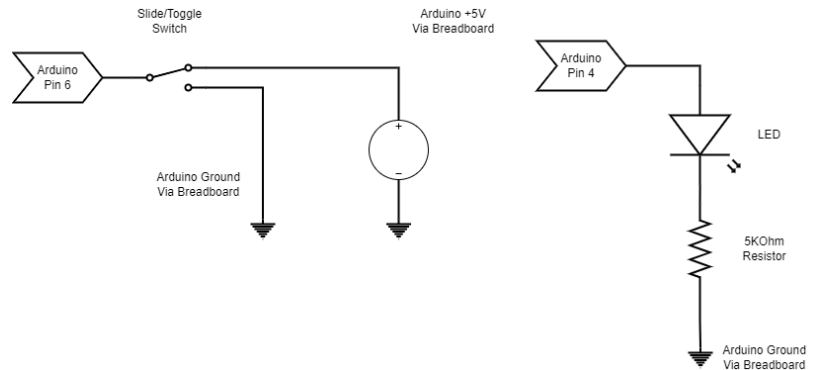 Slide/Toggle
Switch
Arduino +5V
Via Breadboard
Arduino
Pin 6
Arduino
Pin 4
+
LED
−
Arduino Ground
Via Breadboard
5KOhm
Resistor
Arduino Ground
Via Breadboard